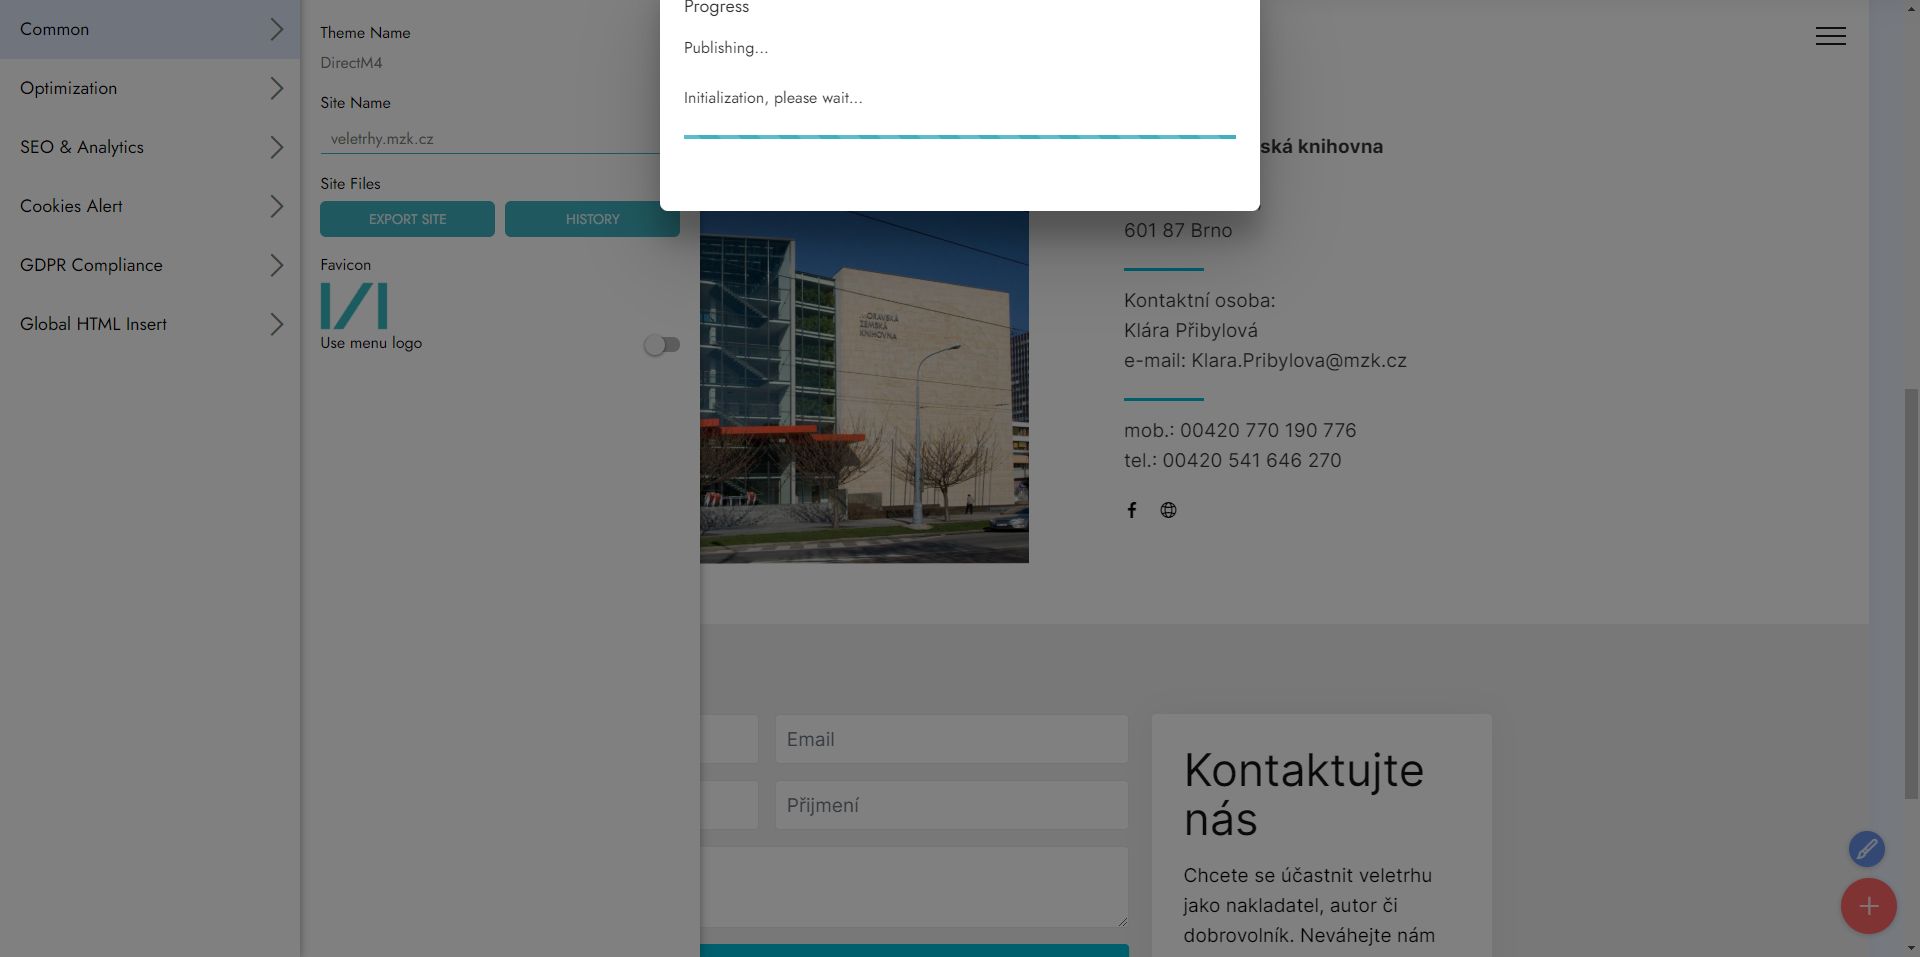 Common
Optimization
SEO & Analytics
Cookies Alert
GDPR Compliance
Global HTML Insert
Theme Name
DirectM4
Site Name
veletrhy.mzk.cz
Site Files
EXPORT SITE
HISTORY
Favicon
Use menu logo
Progress
Publishing...
Initialization, please wait...
ská knihovna
601 87 Brno
Kontaktní osoba:
Klára Přibylová
e-mail: Klara.Pribylova@mzk.cz
mob.: 00420 770 190 776
tel.: 00420 541 646 270
ORAVSKÁ
ZEMSKÁ
KNIHOVNA
Email
Přijmení
Kontaktujte
nás
Chcete se účastnit veletrhu
jako nakladatel, autor či
dobrovolník. Neváhejte nám